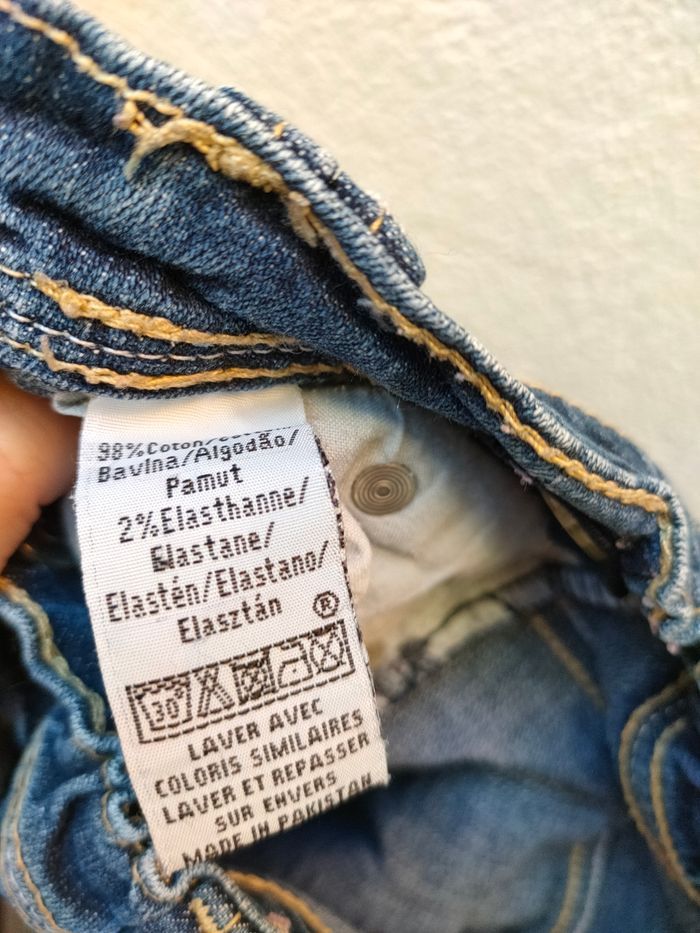 98%Coton/Cotton/
Bavlna/Algodão/
Pamut
2%Elasthanne/
Elastane/
Elastén/Elastano/
Elasztán
®
30°
LAVER AVEC
COLORIS SIMILAIRES
LAVER ET REPASSER
SUR ENVERS
MADE IN PAKISTAN